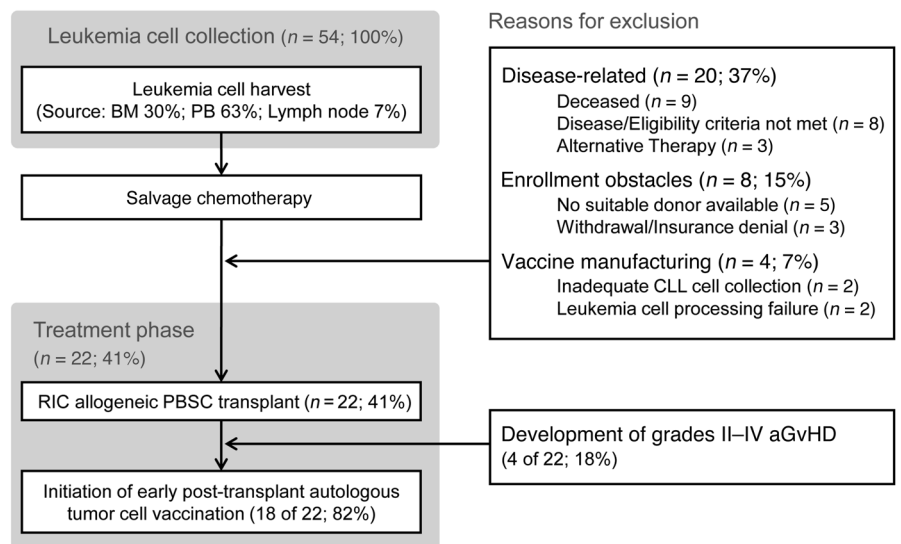 Leukemia cell collection (n = 54; 100%)
Leukemia cell harvest
(Source: BM 30%; PB 63%; Lymph node 7%)
Salvage chemotherapy
Reasons for exclusion
Disease-related (n = 20; 37%)
Deceased (n = 9)
Disease/Eligibility criteria not met (n = 8)
Alternative Therapy (n = 3)
Enrollment obstacles (n = 8; 15%)
No suitable donor available (n = 5)
Withdrawal/Insurance denial (n = 3)
Vaccine manufacturing (n = 4; 7%)
Inadequate CLL cell collection (n = 2)
Leukemia cell processing failure (n = 2)
Treatment phase
(n = 22; 41%)
RIC allogeneic PBSC transplant (n = 22; 41%)
Development of grades II–IV aGvHD
(4 of 22; 18%)
Initiation of early post-transplant autologous
tumor cell vaccination (18 of 22; 82%)